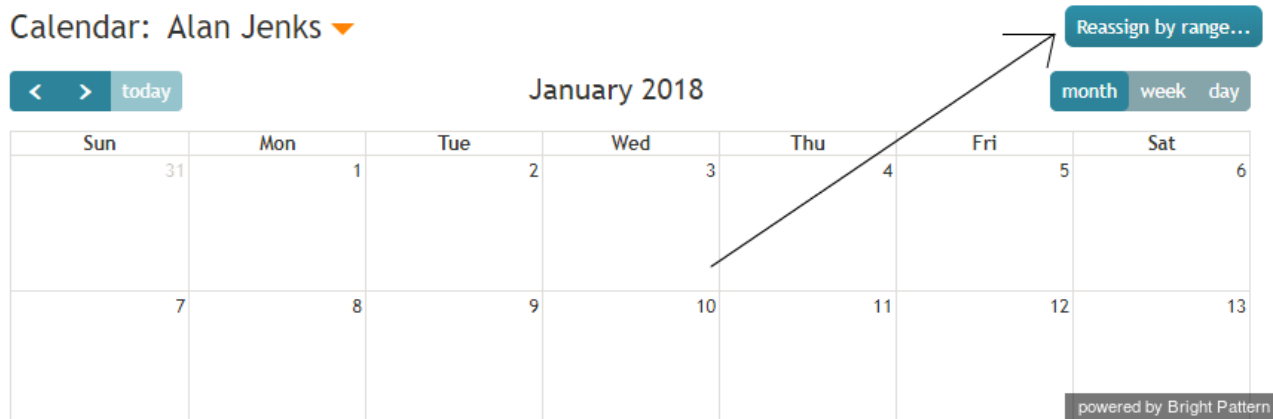 Calendar: Alan Jenks
Reassign by range...
< > today
January 2018
month week day
Sun Mon Tue Wed Thu Fri Sat
31 1 2 3 4 5 6
7 8 9 10 11 12 13
powered by Bright Pattern